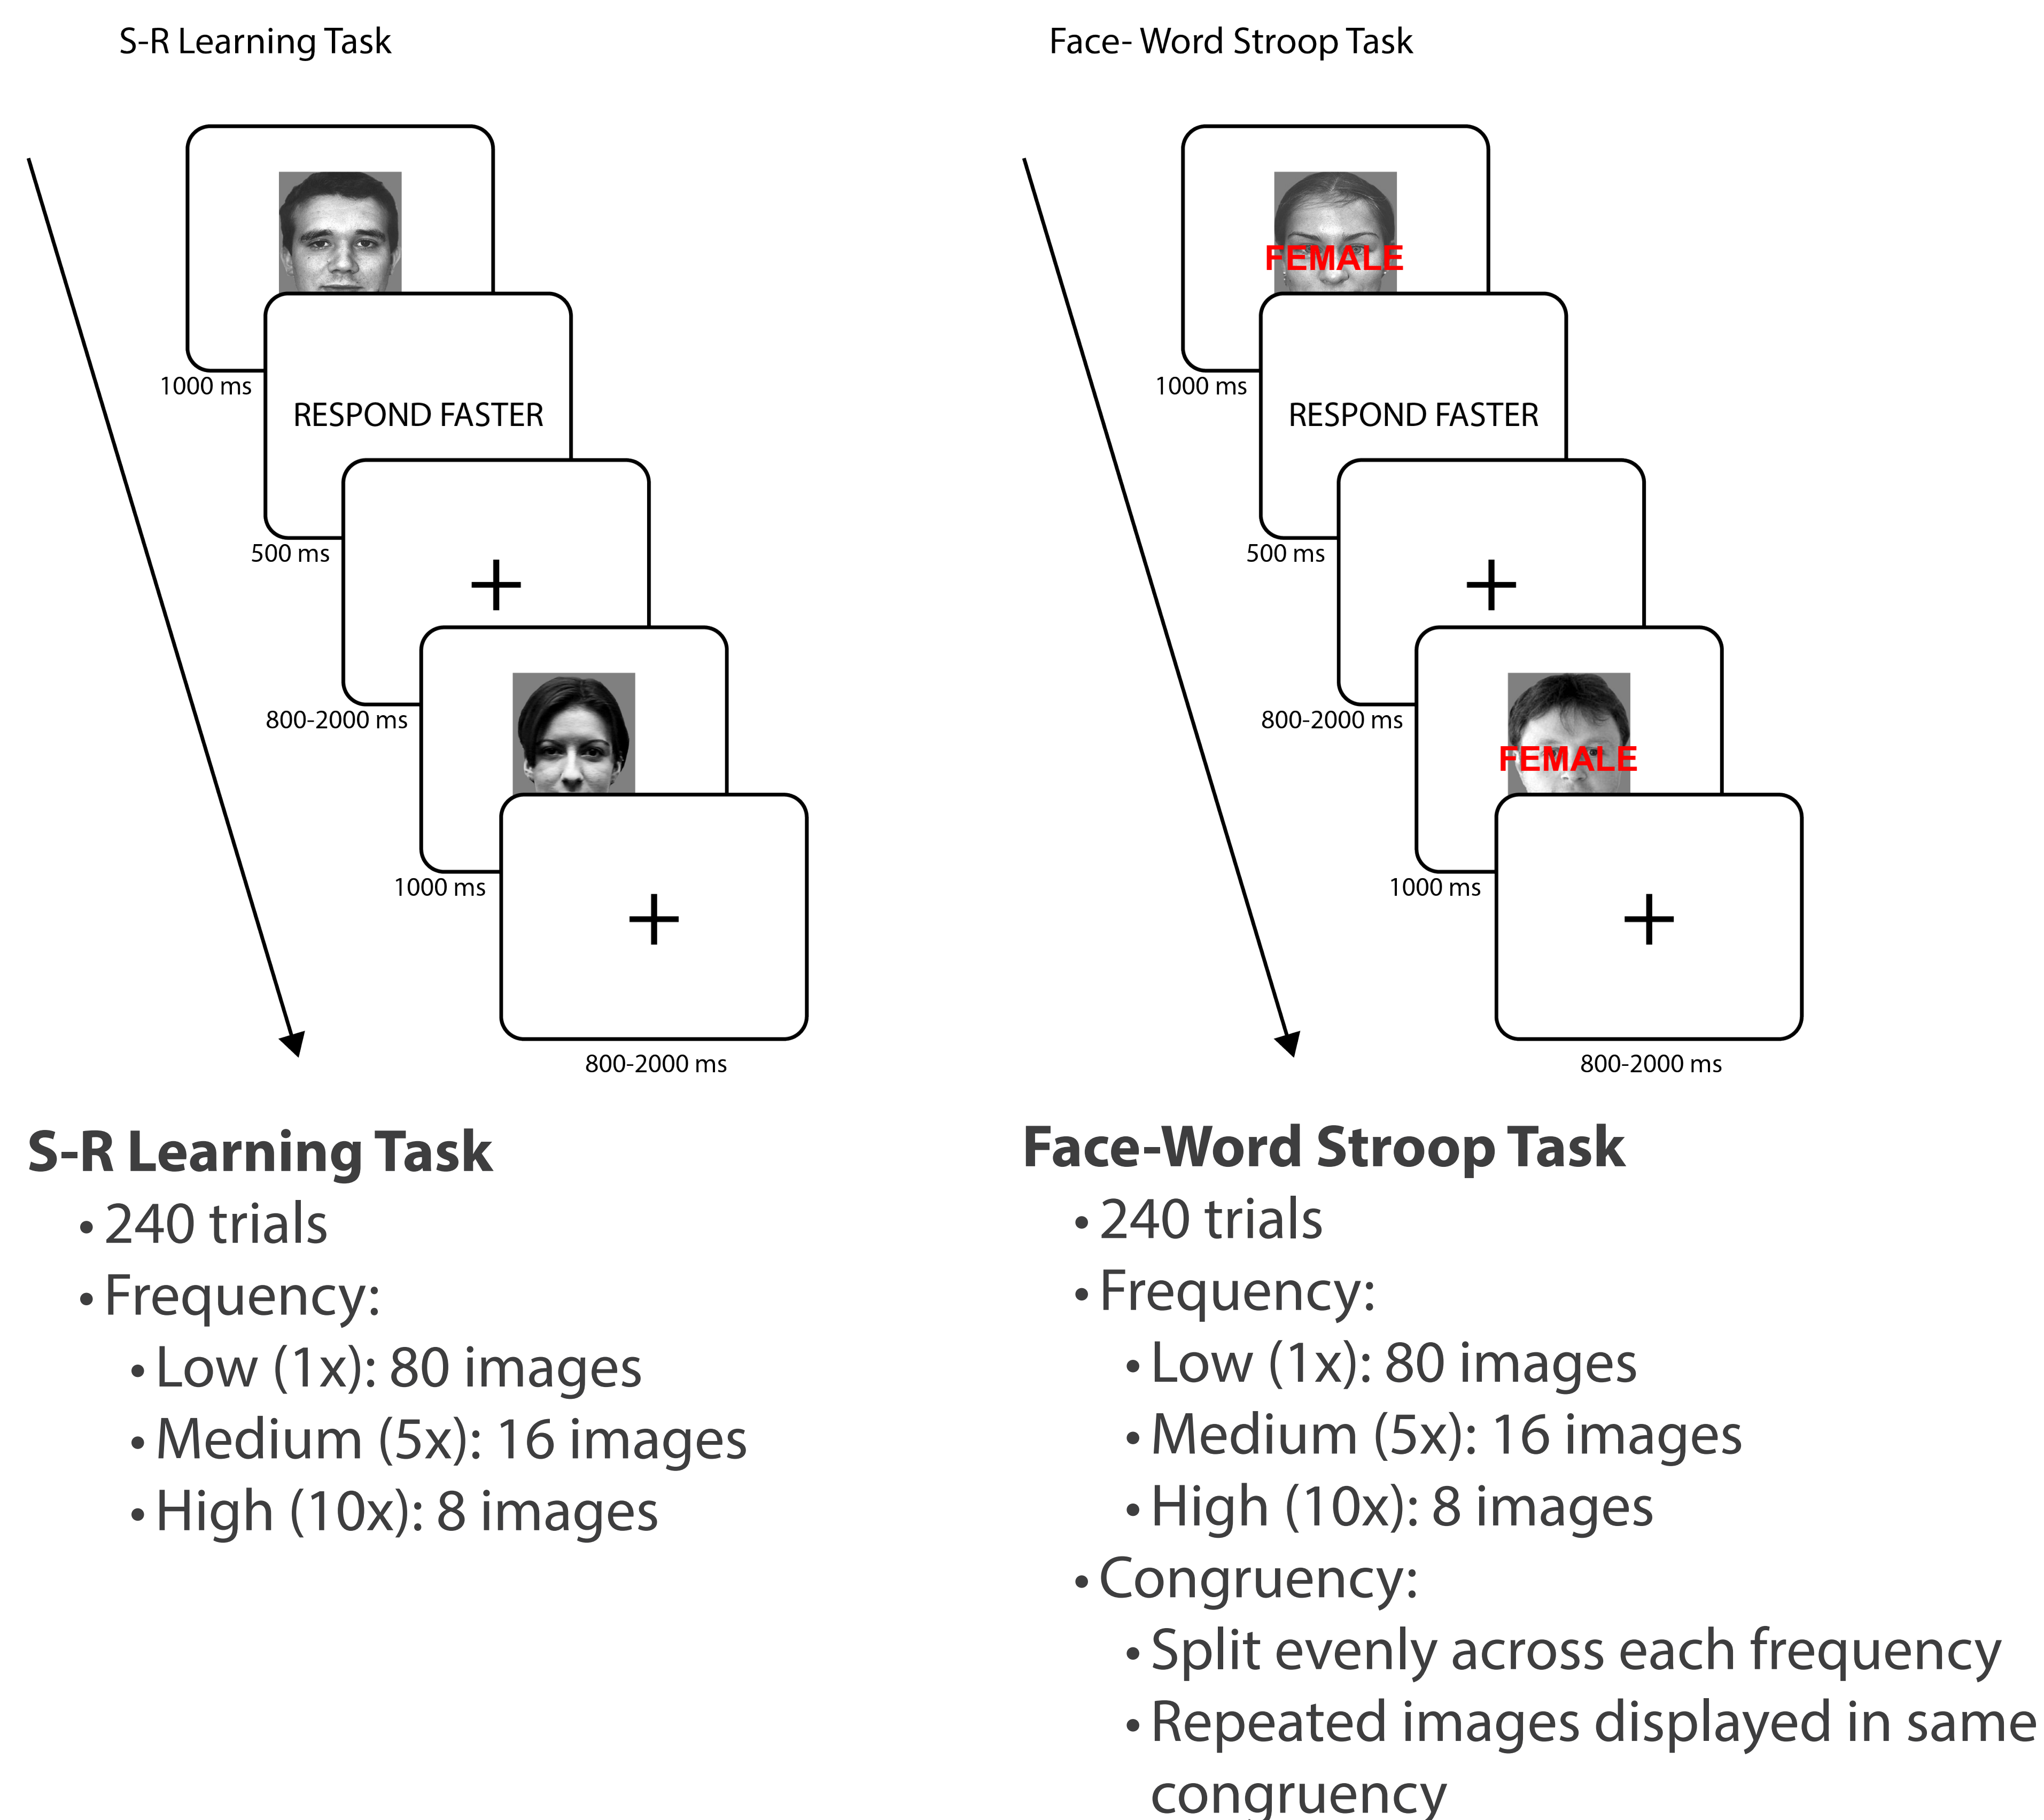 S-R Learning Task
1000 ms
RESPOND FASTER
500 ms
800-2000 ms
1000 ms
800-2000 ms
S-R Learning Task
• 240 trials
• Frequency:
• Low (1x): 80 images
• Medium (5x): 16 images
• High (10x): 8 images
Face- Word Stroop Task
FEMALE
1000 ms
RESPOND FASTER
500 ms
800-2000 ms
FEMALE
1000 ms
800-2000 ms
Face-Word Stroop Task
• 240 trials
• Frequency:
• Low (1x): 80 images
• Medium (5x): 16 images
• High (10x): 8 images
• Congruency:
• Split evenly across each frequency
• Repeated images displayed in same
congruency